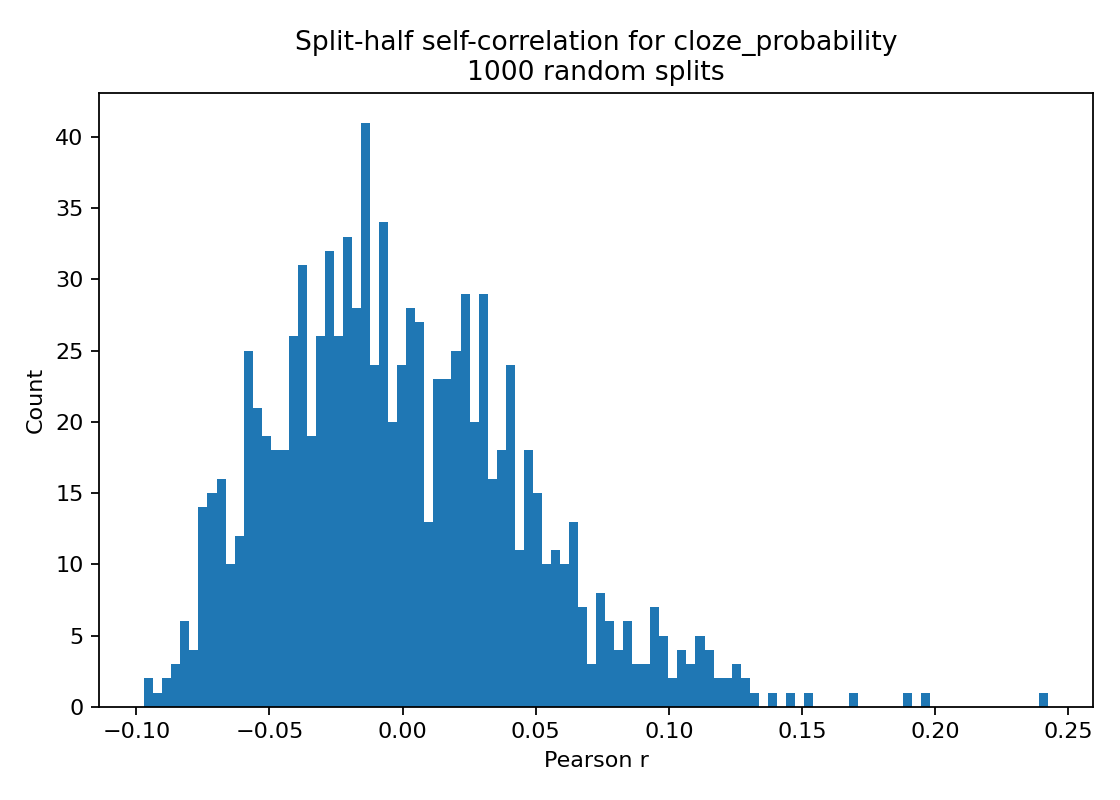 Split-half self-correlation for cloze_probability
1000 random splits
Count
40
35
30
25
20
15
10
5
0
−0.10 −0.05 0.00 0.05 0.10 0.15 0.20 0.25
Pearson r